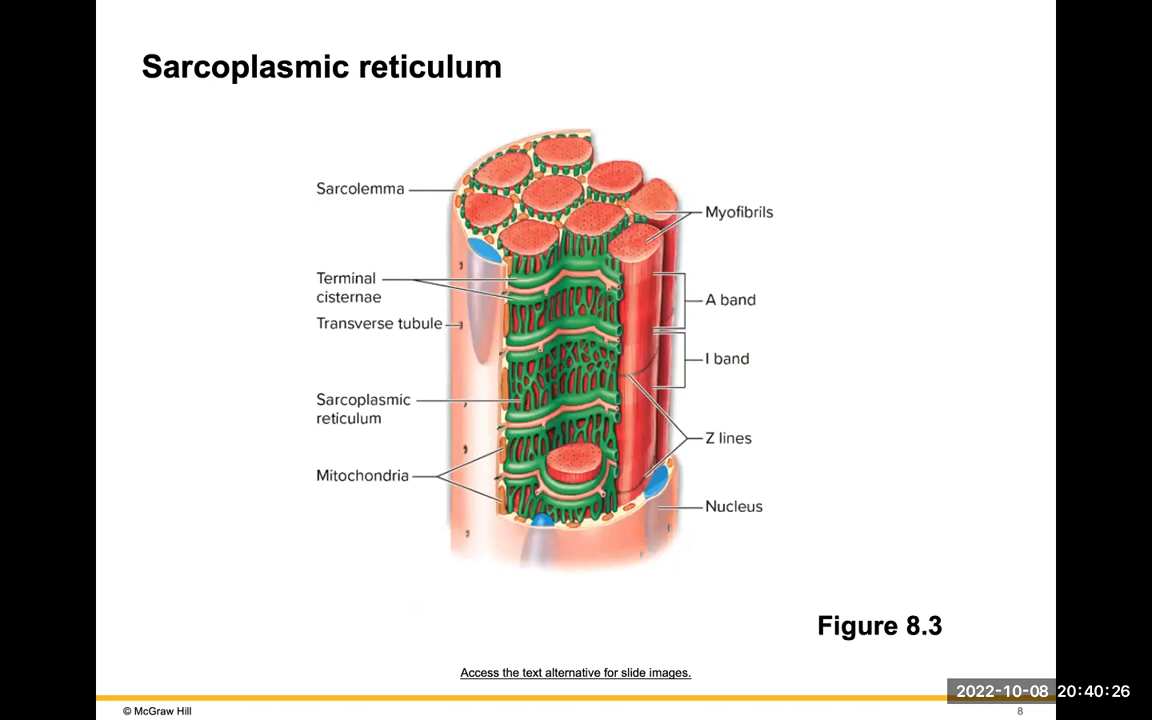 Sarcoplasmic reticulum
Sarcolemma
Myofibrils
Terminal
cisternae
A band
Transverse tubule
I band
Sarcoplasmic
reticulum
Z lines
Mitochondria
Nucleus
Figure 8.3
Access the text alternative for slide images.
2022-10-08 20:40:26
© McGraw Hill
8